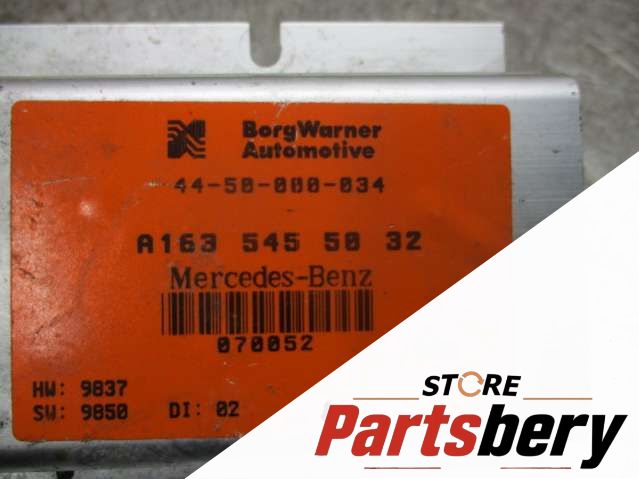 BorgWarner
Automotive
44-50-000-034
A163 545 50 32
Mercedes-Benz
070052
HW: 9837
SW: 9850 DI: 02
STORE
Partsbery